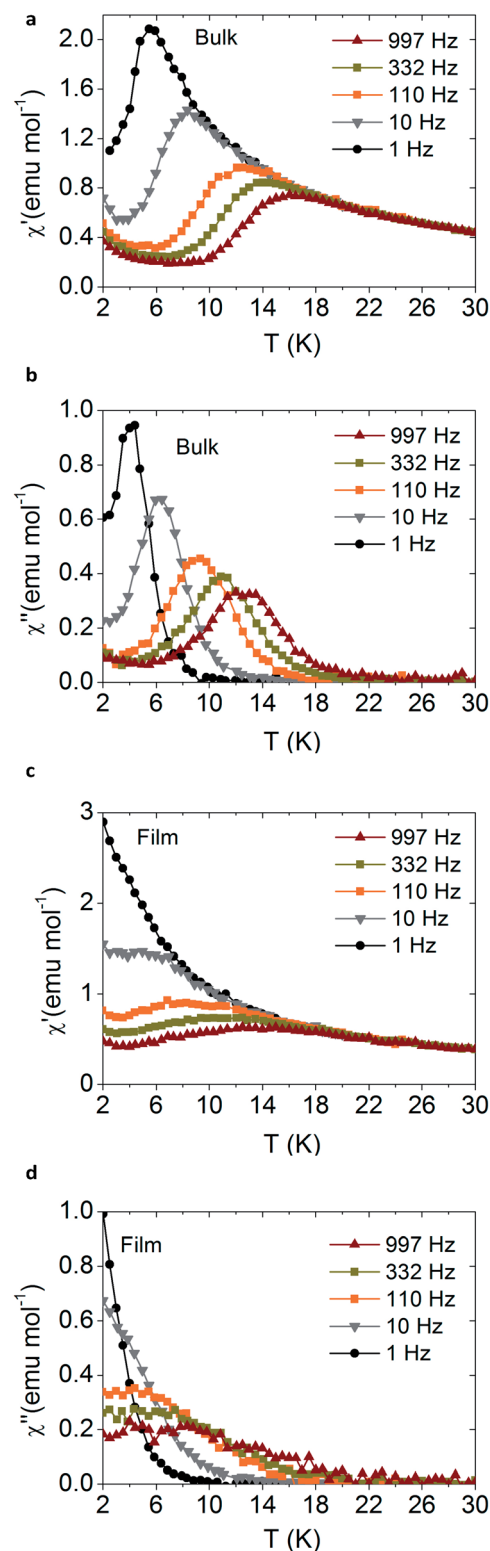 a
Bulk
997 Hz
332 Hz
110 Hz
10 Hz
1 Hz
χ'(emu mol⁻¹)
2.0
1.6
1.2
0.8
0.4
0.0
2 6 10 14 18 22 26 30
T (K)
b
Bulk
997 Hz
332 Hz
110 Hz
10 Hz
1 Hz
χ''(emu mol⁻¹)
1.0
0.8
0.6
0.4
0.2
0.0
2 6 10 14 18 22 26 30
T (K)
c
Film
997 Hz
332 Hz
110 Hz
10 Hz
1 Hz
χ'(emu mol⁻¹)
3
2
1
0
2 6 10 14 18 22 26 30
T (K)
d
Film
997 Hz
332 Hz
110 Hz
10 Hz
1 Hz
χ''(emu mol⁻¹)
1.0
0.8
0.6
0.4
0.2
0.0
2 6 10 14 18 22 26 30
T (K)